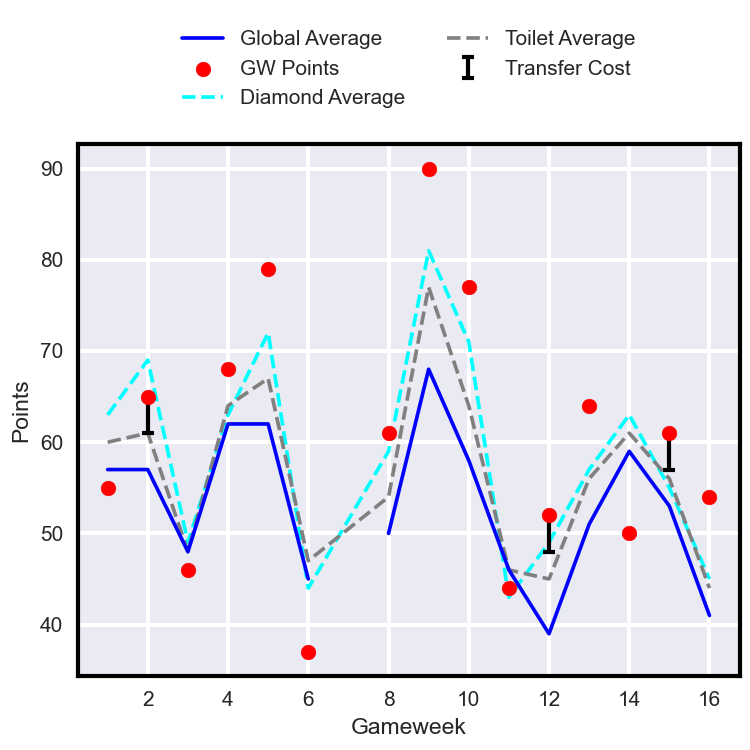 Global Average
GW Points
Diamond Average
Toilet Average
Transfer Cost
90
80
70
60
50
40
Points
2 4 6 8 10 12 14 16
Gameweek